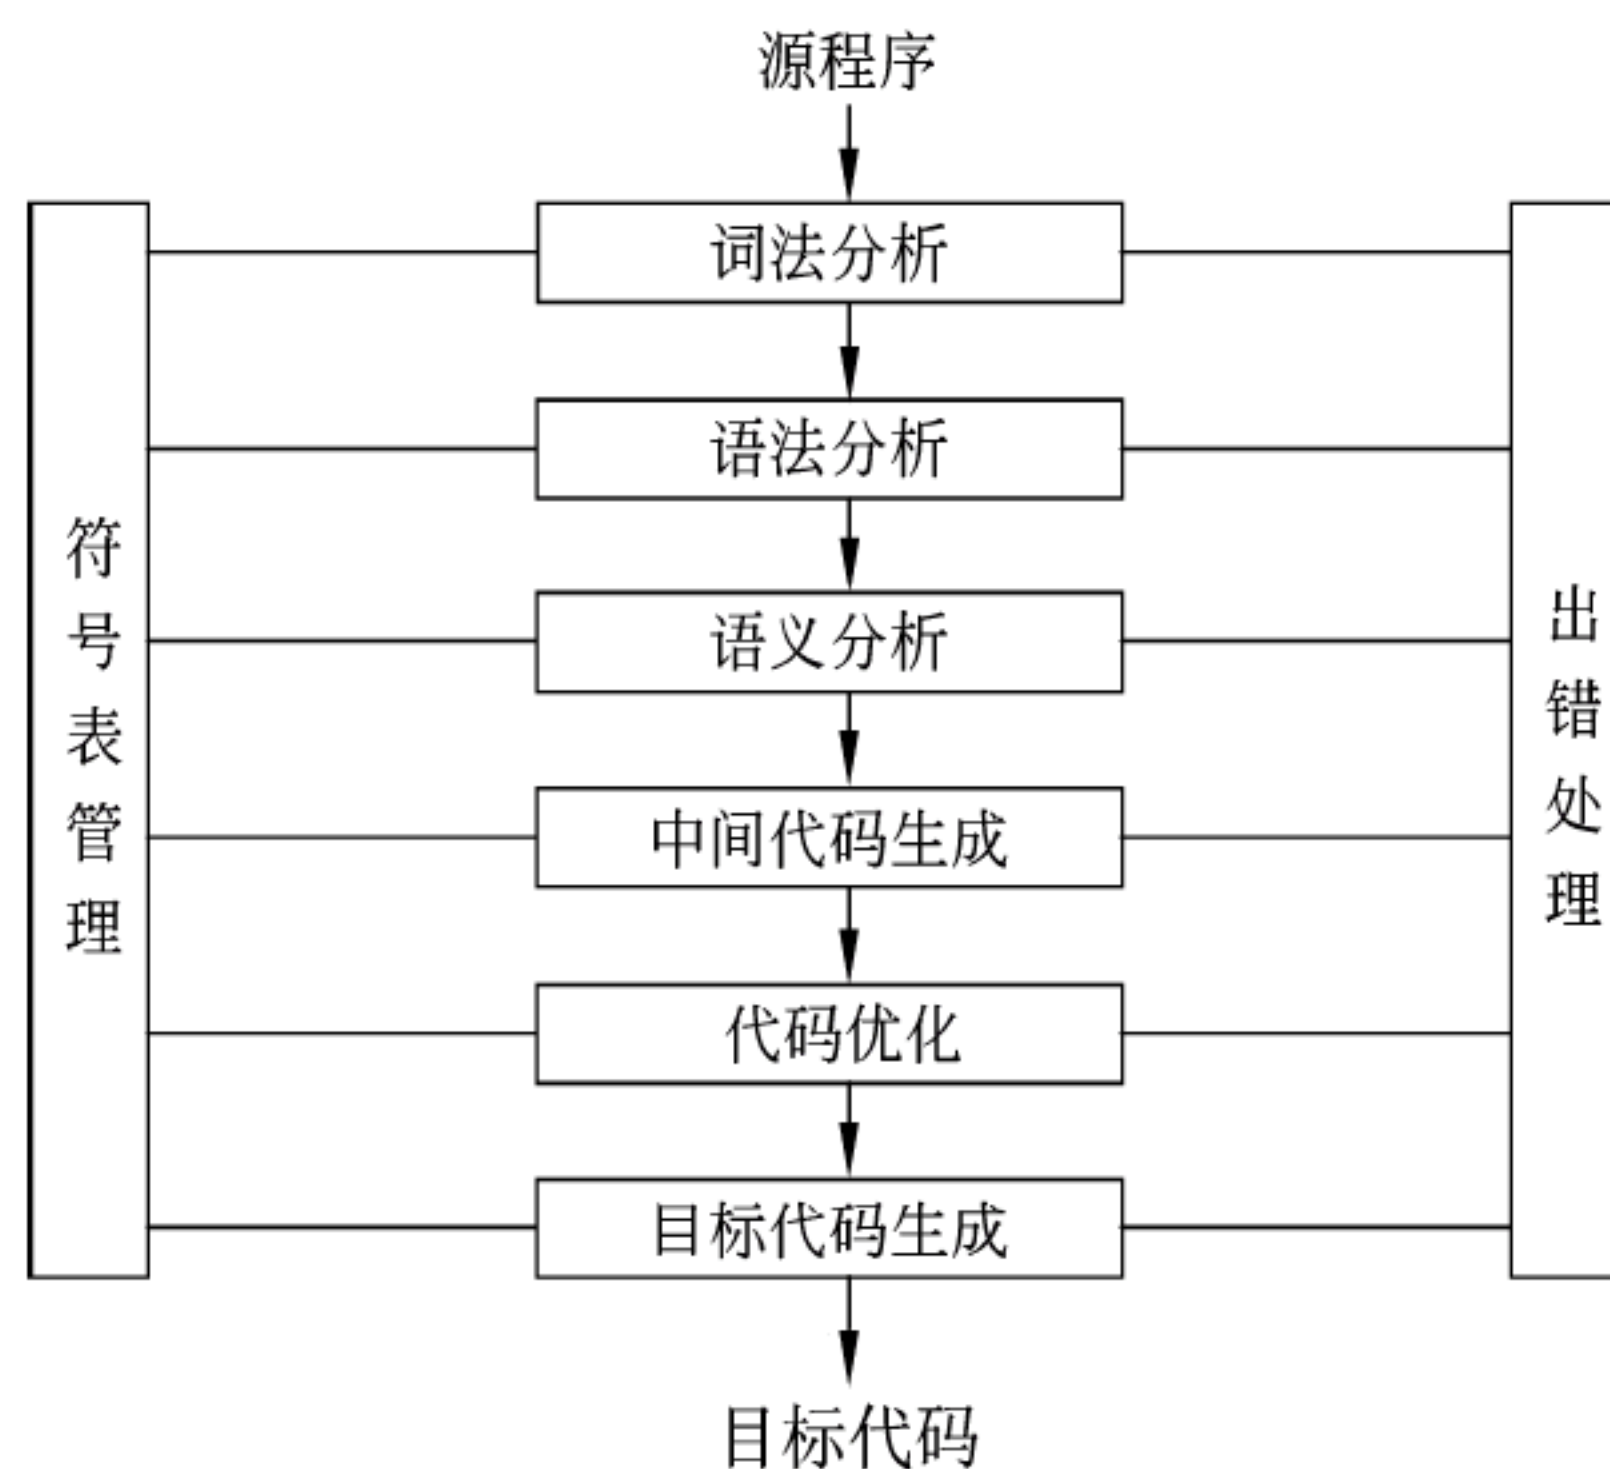 源程序
词法分析
语法分析
语义分析
中间代码生成
代码优化
目标代码生成
目标代码
符号表管理
出错处理